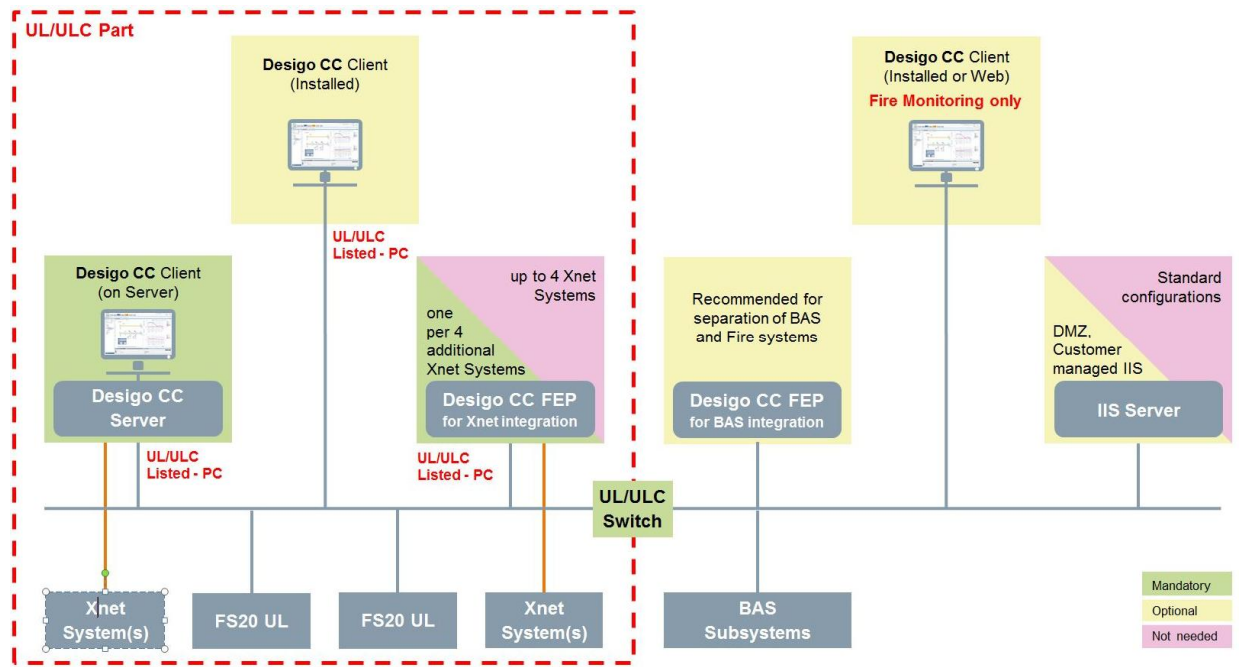 UL/ULC Part
Desigo CC Client
(Installed)
Desigo CC Client
(Installed or Web)
Fire Monitoring only
UL/ULC
Listed - PC
Desigo CC Client
(on Server)
Desigo CC
Server
UL/ULC
Listed - PC
up to 4 Xnet
Systems
one
per 4
additional
Xnet Systems
Desigo CC FEP
for Xnet integration
UL/ULC
Listed - PC
Recommended for
separation of BAS
and Fire systems
Desigo CC FEP
for BAS integration
Standard
configurations
DMZ,
Customer
managed IIS
IIS Server
UL/ULC
Switch
Xnet
System(s)
FS20 UL
FS20 UL
Xnet
System(s)
BAS
Subsystems
Mandatory
Optional
Not needed